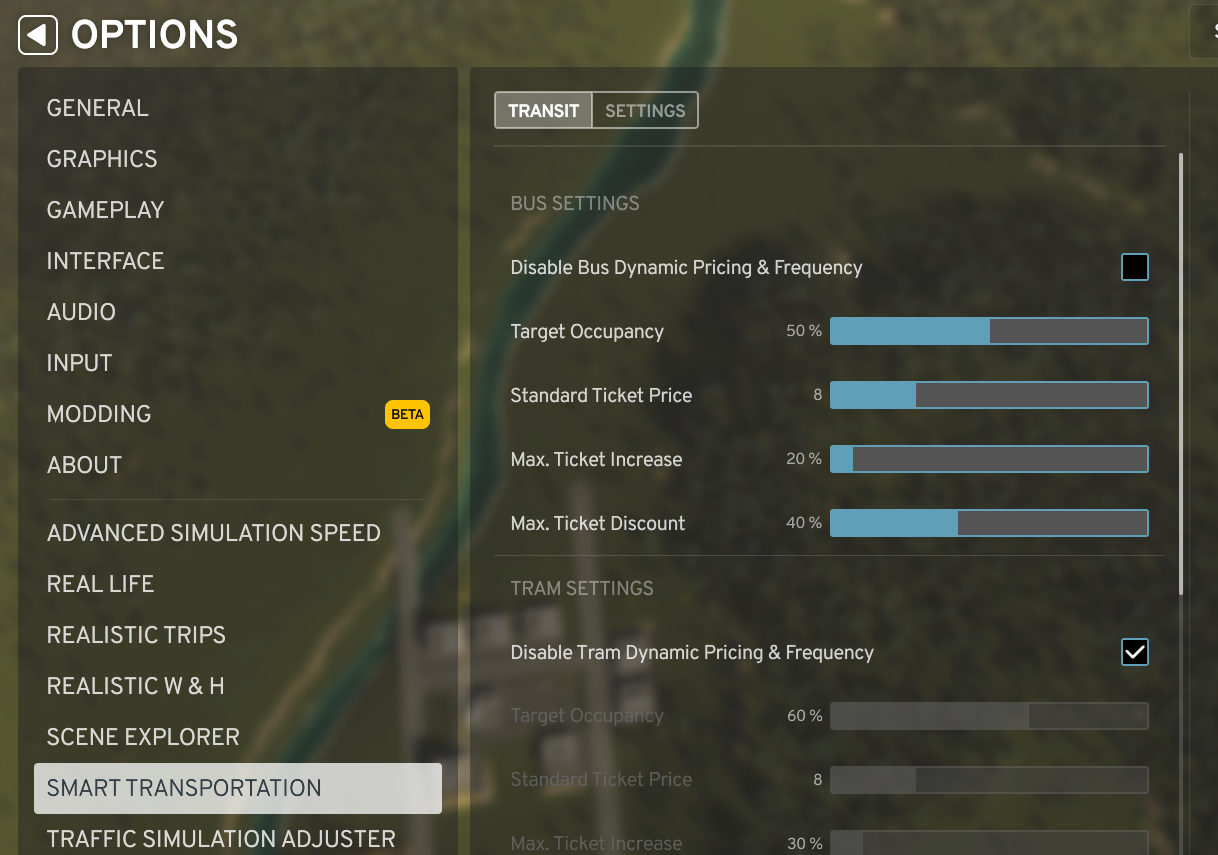 OPTIONS
GENERAL
GRAPHICS
GAMEPLAY
INTERFACE
AUDIO
INPUT
MODDING
BETA
ABOUT
ADVANCED SIMULATION SPEED
REAL LIFE
REALISTIC TRIPS
REALISTIC W & H
SCENE EXPLORER
SMART TRANSPORTATION
TRAFFIC SIMULATION ADJUSTER
TRANSIT SETTINGS
BUS SETTINGS
Disable Bus Dynamic Pricing & Frequency
Target Occupancy 50 %
Standard Ticket Price 8
Max. Ticket Increase 20 %
Max. Ticket Discount 40 %
TRAM SETTINGS
Disable Tram Dynamic Pricing & Frequency
Target Occupancy 60 %
Standard Ticket Price 8
Max. Ticket Increase 30 %